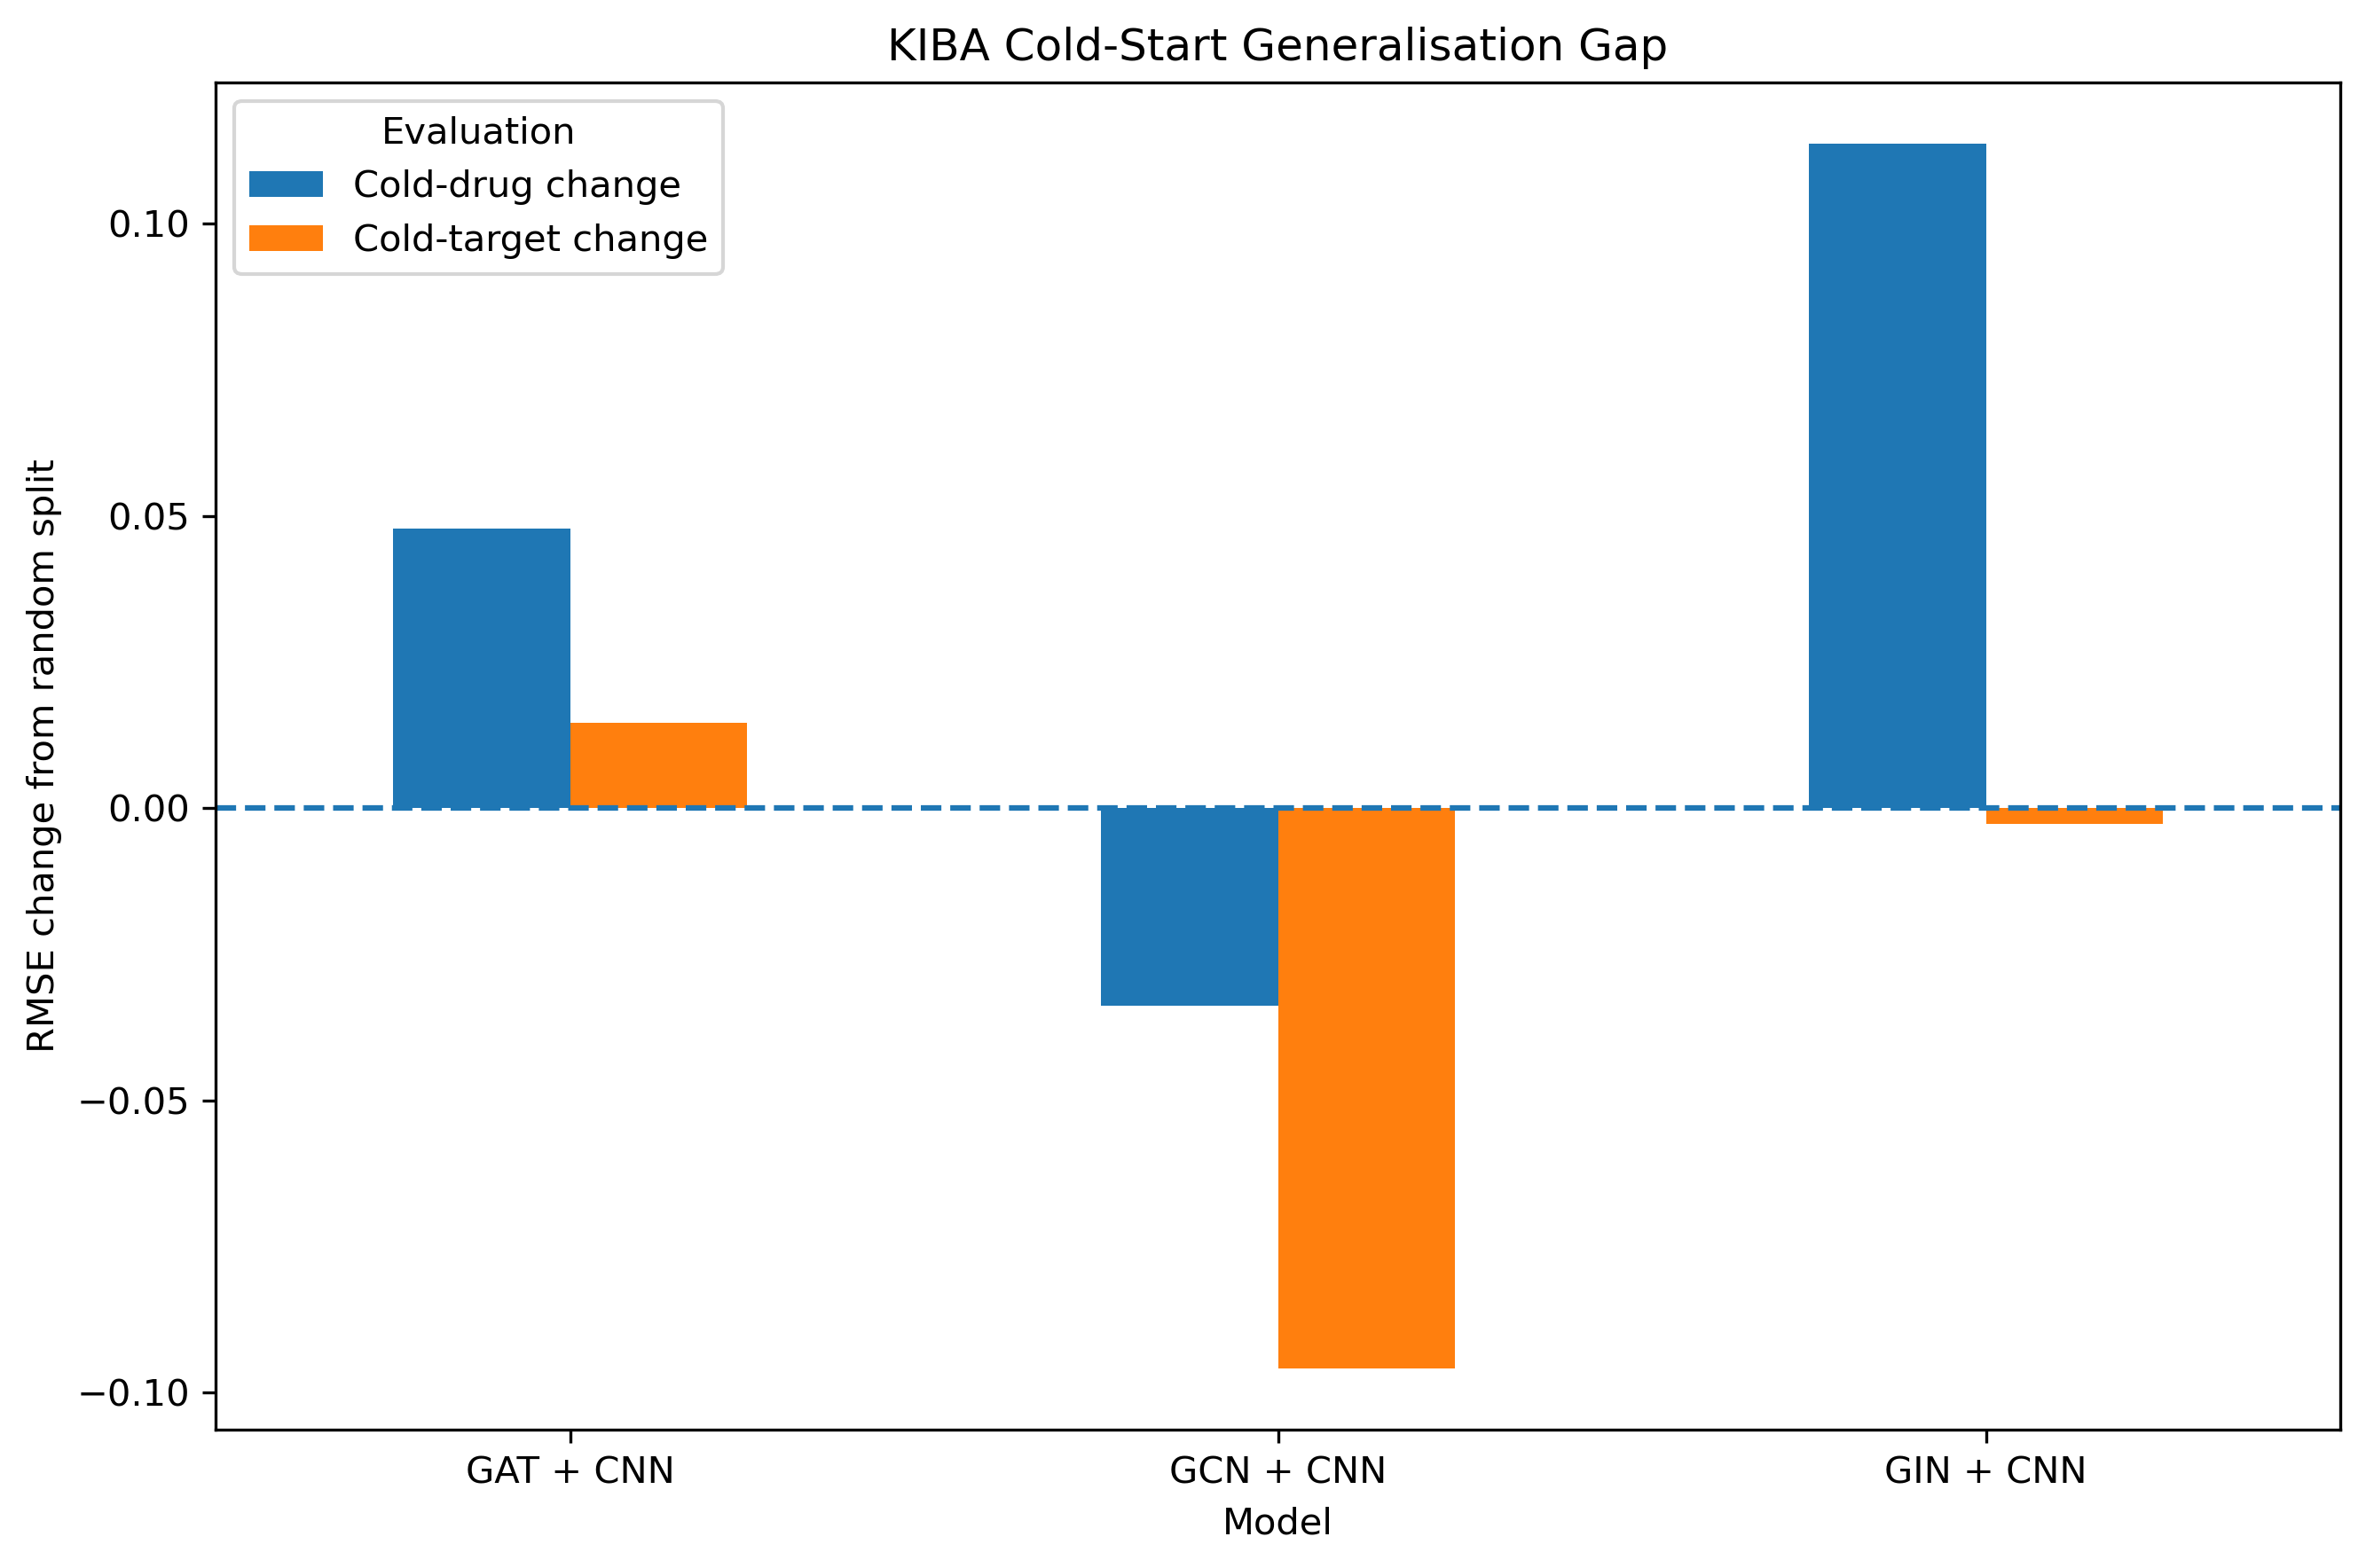 KIBA Cold-Start Generalisation Gap
Evaluation
Cold-drug change
Cold-target change
RMSE change from random split
0.10
0.05
0.00
−0.05
−0.10
GAT + CNN
GCN + CNN
GIN + CNN
Model